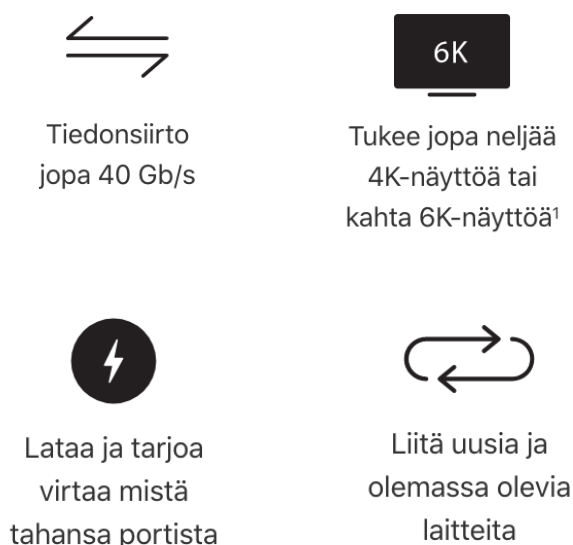 Tiedonsiirto
jopa 40 Gb/s
6K
Tukee jopa neljää
4K-näyttöä tai
kahta 6K-näyttöä¹
Lataa ja tarjoa
virtaa mistä
tahansa portista
Liitä uusia ja
olemassa olevia
laitteita